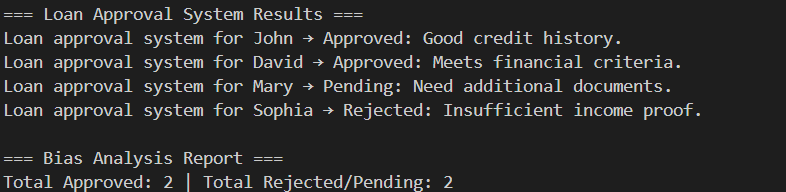 === Loan Approval System Results ===
Loan approval system for John → Approved: Good credit history.
Loan approval system for David → Approved: Meets financial criteria.
Loan approval system for Mary → Pending: Need additional documents.
Loan approval system for Sophia → Rejected: Insufficient income proof.
=== Bias Analysis Report ===
Total Approved: 2 | Total Rejected/Pending: 2